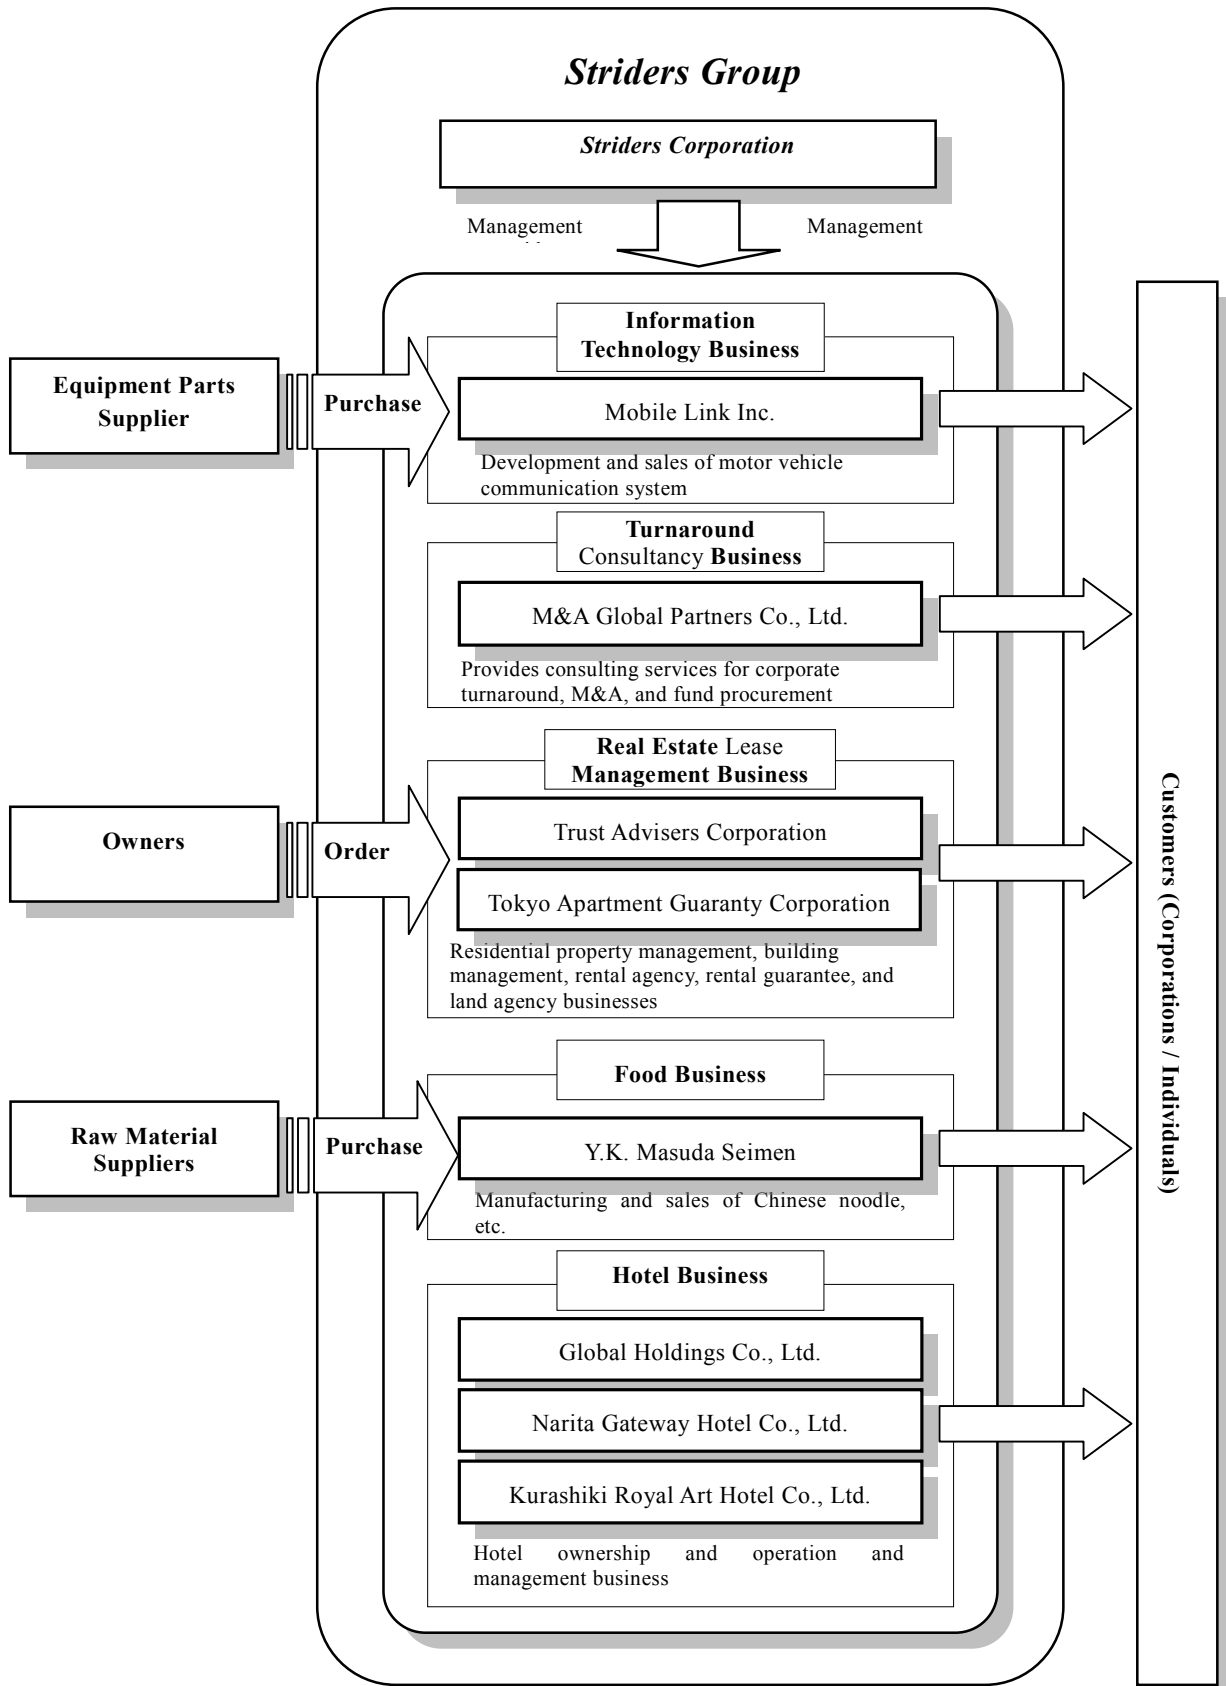 Striders Group
Striders Corporation
Management
Management
Information
Technology Business
Equipment Parts
Supplier
Purchase
Mobile Link Inc.
Development and sales of motor vehicle
communication system
Turnaround
Consultancy Business
M&A Global Partners Co., Ltd.
Provides consulting services for corporate
turnaround, M&A, and fund procurement
Real Estate Lease
Management Business
Owners
Order
Trust Advisers Corporation
Tokyo Apartment Guaranty Corporation
Residential property management, building
management, rental agency, rental guarantee, and
land agency businesses
Food Business
Raw Material
Suppliers
Purchase
Y.K. Masuda Seimen
Manufacturing and sales of Chinese noodle,
etc.
Hotel Business
Global Holdings Co., Ltd.
Narita Gateway Hotel Co., Ltd.
Kurashiki Royal Art Hotel Co., Ltd.
Hotel ownership and operation and
management business
Customers (Corporations / Individuals)